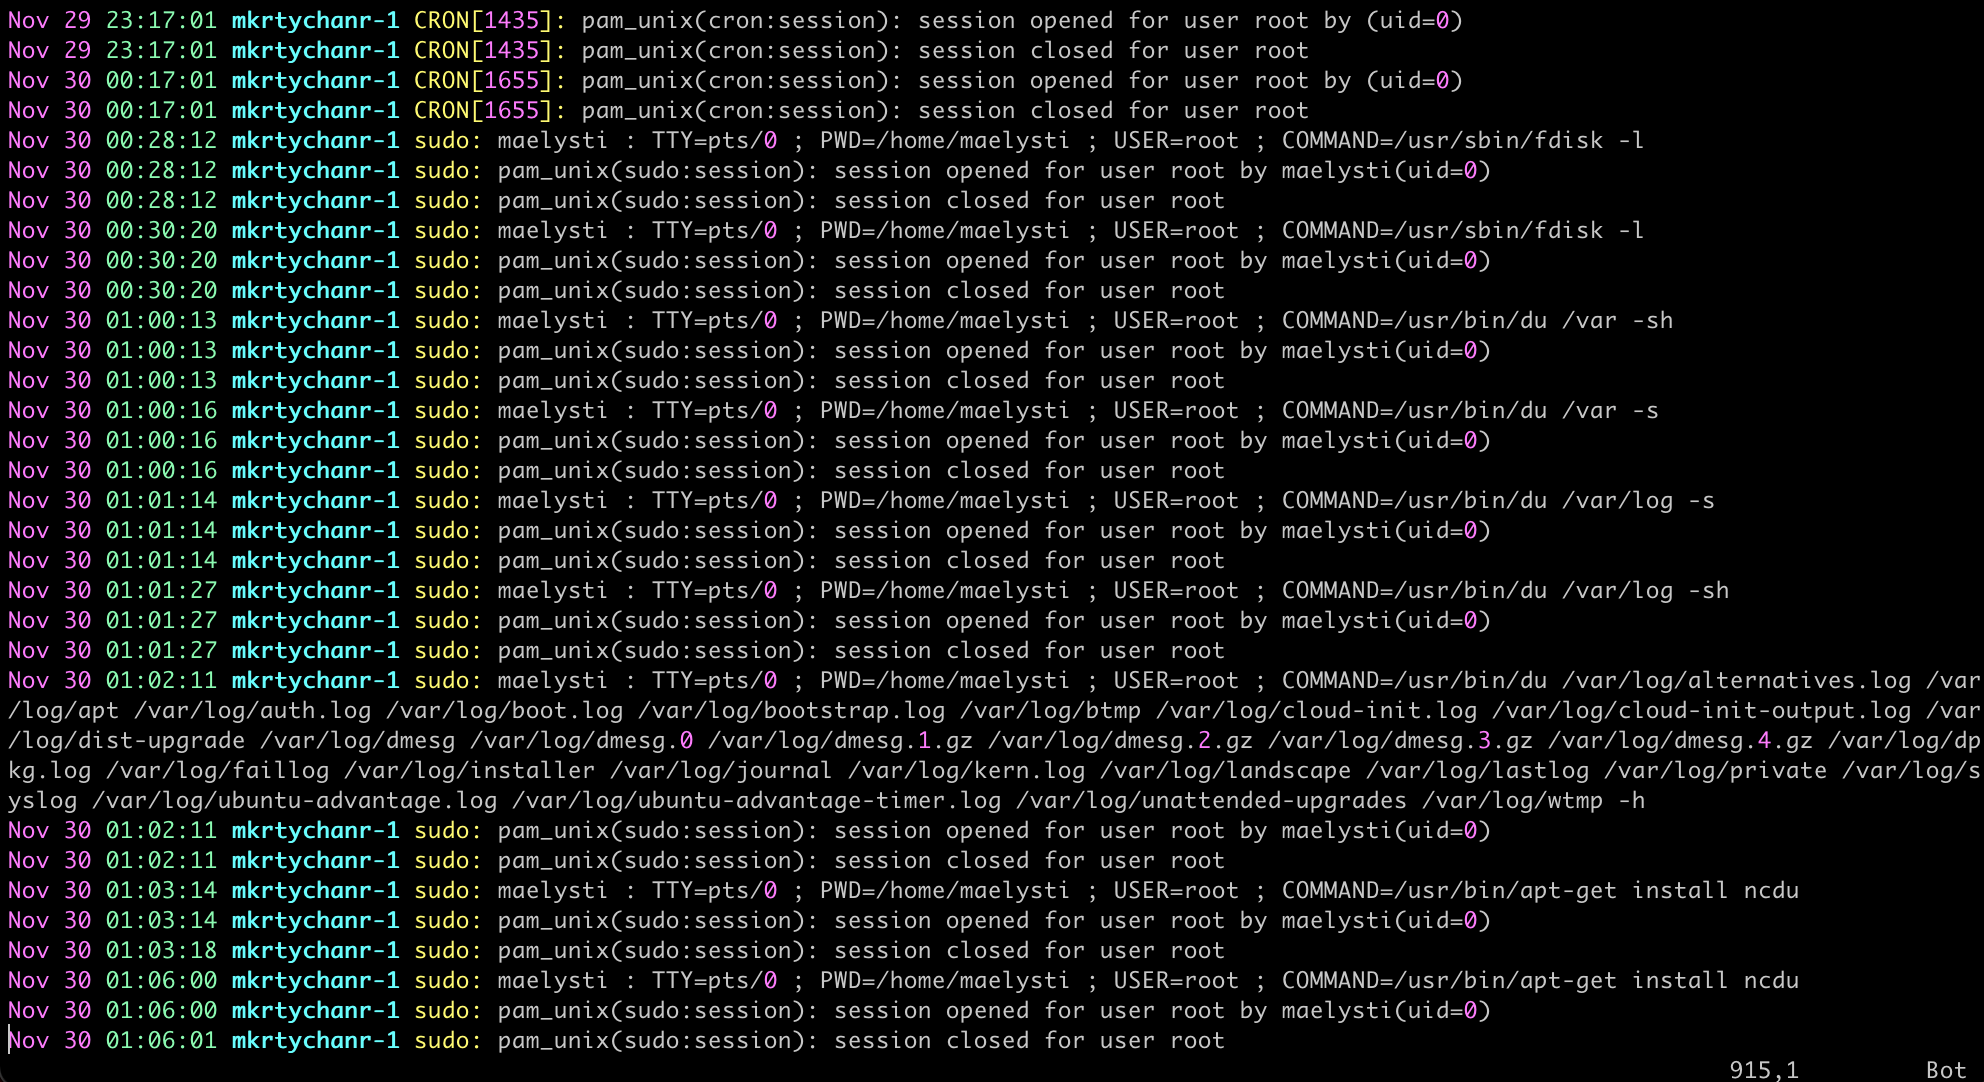 Nov 29 23:17:01 mkrtychanr-1 CRON[1435]: pam_unix(cron:session): session opened for user root by (uid=0)
Nov 29 23:17:01 mkrtychanr-1 CRON[1435]: pam_unix(cron:session): session closed for user root
Nov 30 00:17:01 mkrtychanr-1 CRON[1655]: pam_unix(cron:session): session opened for user root by (uid=0)
Nov 30 00:17:01 mkrtychanr-1 CRON[1655]: pam_unix(cron:session): session closed for user root
Nov 30 00:28:12 mkrtychanr-1 sudo: maelysti : TTY=pts/0 ; PWD=/home/maelysti ; USER=root ; COMMAND=/usr/sbin/fdisk -l
Nov 30 00:28:12 mkrtychanr-1 sudo: pam_unix(sudo:session): session opened for user root by maelysti(uid=0)
Nov 30 00:28:12 mkrtychanr-1 sudo: pam_unix(sudo:session): session closed for user root
Nov 30 00:30:20 mkrtychanr-1 sudo: maelysti : TTY=pts/0 ; PWD=/home/maelysti ; USER=root ; COMMAND=/usr/sbin/fdisk -l
Nov 30 00:30:20 mkrtychanr-1 sudo: pam_unix(sudo:session): session opened for user root by maelysti(uid=0)
Nov 30 00:30:20 mkrtychanr-1 sudo: pam_unix(sudo:session): session closed for user root
Nov 30 01:00:13 mkrtychanr-1 sudo: maelysti : TTY=pts/0 ; PWD=/home/maelysti ; USER=root ; COMMAND=/usr/bin/du /var -sh
Nov 30 01:00:13 mkrtychanr-1 sudo: pam_unix(sudo:session): session opened for user root by maelysti(uid=0)
Nov 30 01:00:13 mkrtychanr-1 sudo: pam_unix(sudo:session): session closed for user root
Nov 30 01:00:16 mkrtychanr-1 sudo: maelysti : TTY=pts/0 ; PWD=/home/maelysti ; USER=root ; COMMAND=/usr/bin/du /var -s
Nov 30 01:00:16 mkrtychanr-1 sudo: pam_unix(sudo:session): session opened for user root by maelysti(uid=0)
Nov 30 01:00:16 mkrtychanr-1 sudo: pam_unix(sudo:session): session closed for user root
Nov 30 01:01:14 mkrtychanr-1 sudo: maelysti : TTY=pts/0 ; PWD=/home/maelysti ; USER=root ; COMMAND=/usr/bin/du /var/log -s
Nov 30 01:01:14 mkrtychanr-1 sudo: pam_unix(sudo:session): session opened for user root by maelysti(uid=0)
Nov 30 01:01:14 mkrtychanr-1 sudo: pam_unix(sudo:session): session closed for user root
Nov 30 01:01:27 mkrtychanr-1 sudo: maelysti : TTY=pts/0 ; PWD=/home/maelysti ; USER=root ; COMMAND=/usr/bin/du /var/log -sh
Nov 30 01:01:27 mkrtychanr-1 sudo: pam_unix(sudo:session): session opened for user root by maelysti(uid=0)
Nov 30 01:01:27 mkrtychanr-1 sudo: pam_unix(sudo:session): session closed for user root
Nov 30 01:02:11 mkrtychanr-1 sudo: maelysti : TTY=pts/0 ; PWD=/home/maelysti ; USER=root ; COMMAND=/usr/bin/du /var/log/alternatives.log /var
/log/apt /var/log/auth.log /var/log/boot.log /var/log/bootstrap.log /var/log/btmp /var/log/cloud-init.log /var/log/cloud-init-output.log /var
/log/dist-upgrade /var/log/dmesg /var/log/dmesg.0 /var/log/dmesg.1.gz /var/log/dmesg.2.gz /var/log/dmesg.3.gz /var/log/dmesg.4.gz /var/log/dp
kg.log /var/log/faillog /var/log/installer /var/log/journal /var/log/kern.log /var/log/landscape /var/log/lastlog /var/log/private /var/log/s
yslog /var/log/ubuntu-advantage.log /var/log/ubuntu-advantage-timer.log /var/log/unattended-upgrades /var/log/wtmp -h
Nov 30 01:02:11 mkrtychanr-1 sudo: pam_unix(sudo:session): session opened for user root by maelysti(uid=0)
Nov 30 01:02:11 mkrtychanr-1 sudo: pam_unix(sudo:session): session closed for user root
Nov 30 01:03:14 mkrtychanr-1 sudo: maelysti : TTY=pts/0 ; PWD=/home/maelysti ; USER=root ; COMMAND=/usr/bin/apt-get install ncdu
Nov 30 01:03:14 mkrtychanr-1 sudo: pam_unix(sudo:session): session opened for user root by maelysti(uid=0)
Nov 30 01:03:18 mkrtychanr-1 sudo: pam_unix(sudo:session): session closed for user root
Nov 30 01:06:00 mkrtychanr-1 sudo: maelysti : TTY=pts/0 ; PWD=/home/maelysti ; USER=root ; COMMAND=/usr/bin/apt-get install ncdu
Nov 30 01:06:00 mkrtychanr-1 sudo: pam_unix(sudo:session): session opened for user root by maelysti(uid=0)
Nov 30 01:06:01 mkrtychanr-1 sudo: pam_unix(sudo:session): session closed for user root
915,1 Bot